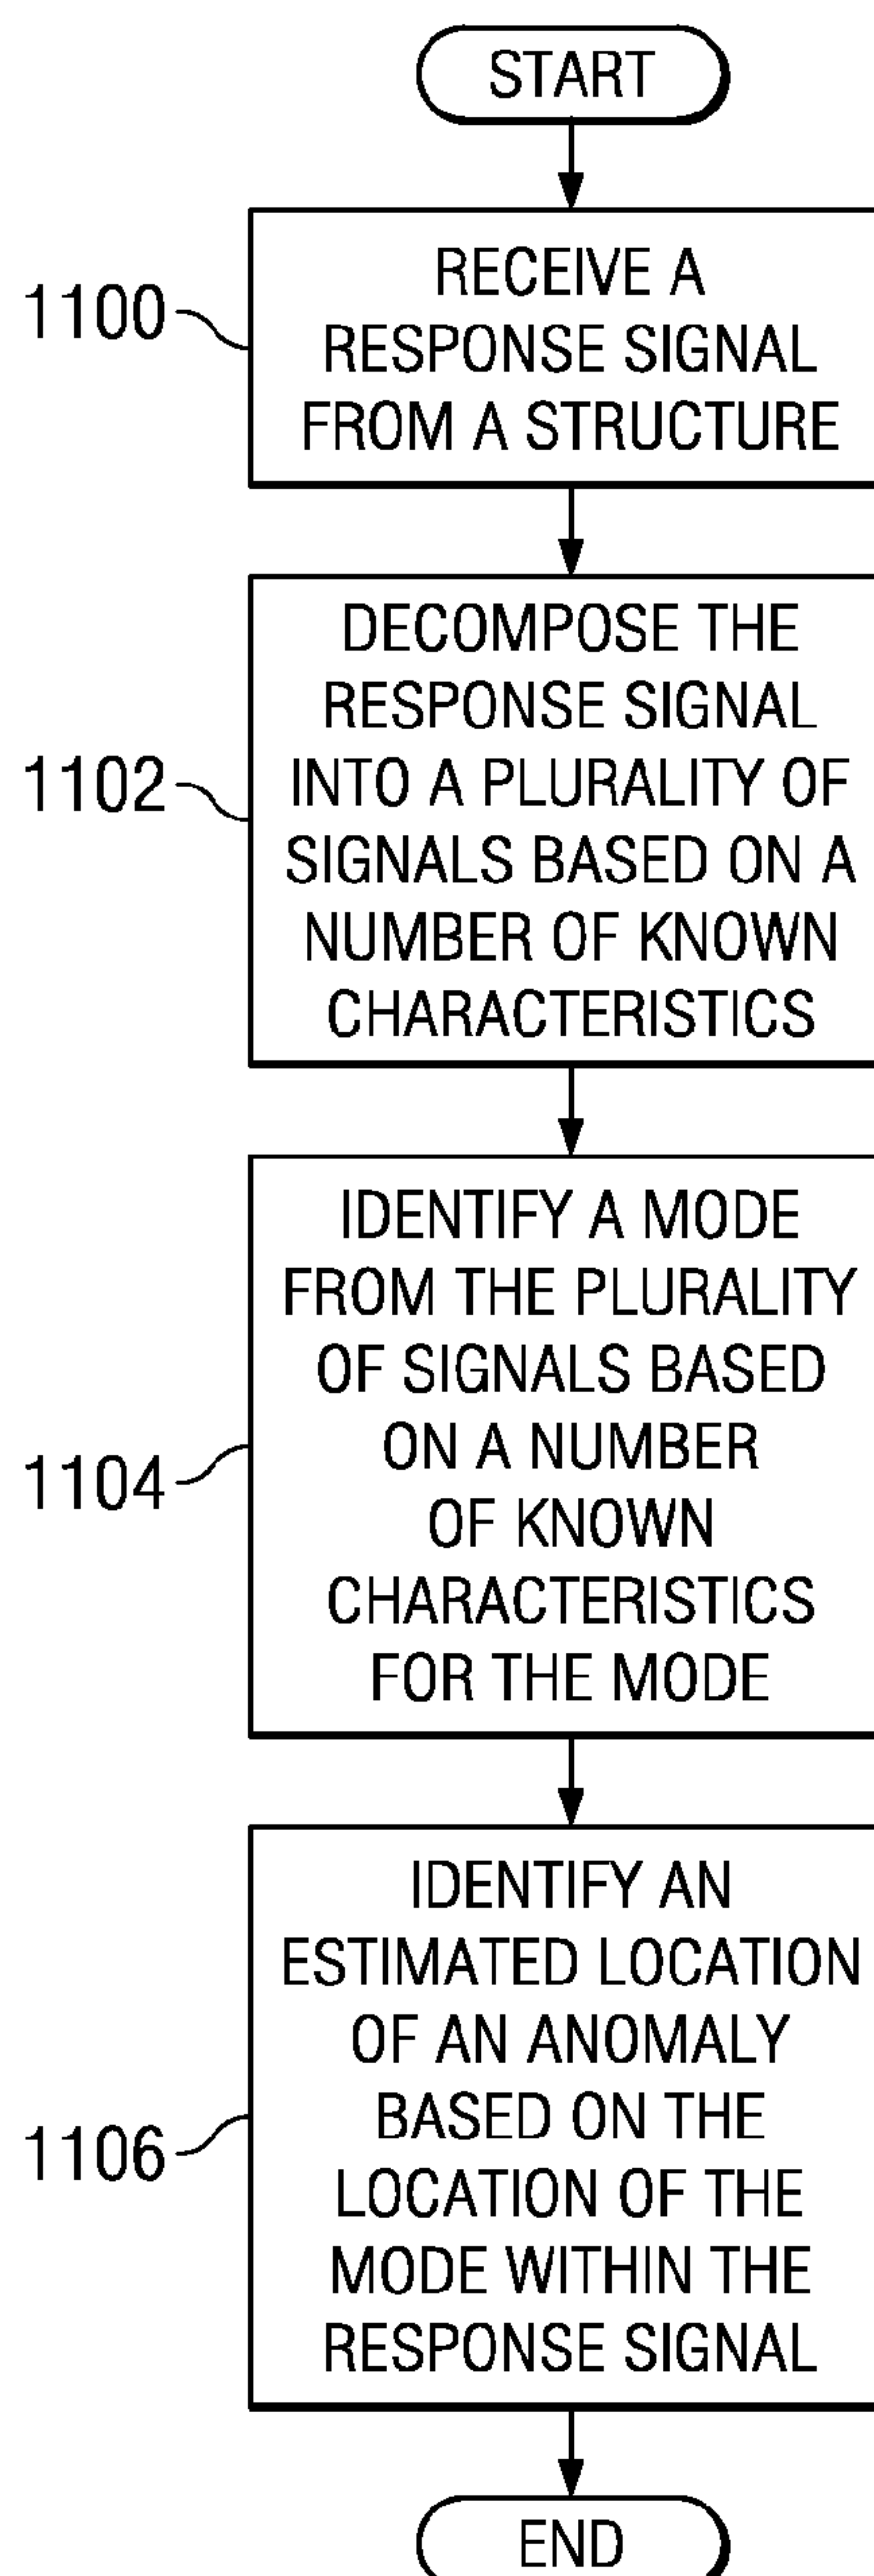 START
1100
RECEIVE A
RESPONSE SIGNAL
FROM A STRUCTURE
1102
DECOMPOSE THE
RESPONSE SIGNAL
INTO A PLURALITY OF
SIGNALS BASED ON A
NUMBER OF KNOWN
CHARACTERISTICS
1104
IDENTIFY A MODE
FROM THE PLURALITY
OF SIGNALS BASED
ON A NUMBER
OF KNOWN
CHARACTERISTICS
FOR THE MODE
1106
IDENTIFY AN
ESTIMATED LOCATION
OF AN ANOMALY
BASED ON THE
LOCATION OF THE
MODE WITHIN THE
RESPONSE SIGNAL
END